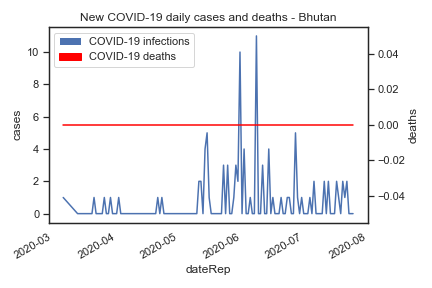 New COVID-19 daily cases and deaths - Bhutan
COVID-19 infections
COVID-19 deaths
10
8
6
4
2
0
cases
0.04
0.02
0.00
−0.02
−0.04
deaths
2020-03
2020-04
2020-05
2020-06
2020-07
2020-08
dateRep